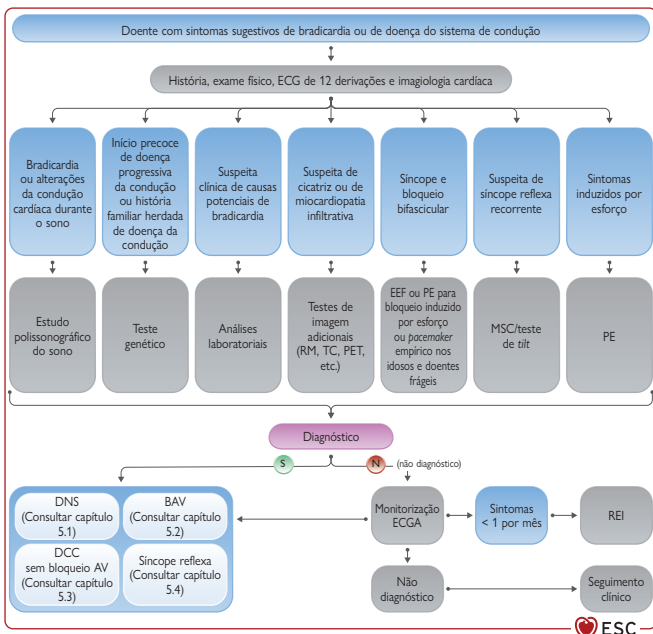 Doente com sintomas sugestivos de bradicardia ou de doença do sistema de condução
História, exame físico, ECG de 12 derivações e imagiologia cardíaca
Bradicardia
ou alterações
da condução
cardíaca durante
o sono
Início precoce
de doença
progressiva
da condução
ou história
familiar herdada
de doença da
condução
Suspeita
clínica de causas
potenciais de
bradicardia
Suspeita de
cicatriz ou de
miocardiopatia
infiltrativa
Síncope e
bloqueio
bifascicular
Suspeita de
síncope reflexa
recorrente
Sintomas
induzidos por
esforço
Estudo
polissonográfico
do sono
Teste
genético
Análises
laboratoriais
Testes de
imagem
adicionais
(RM, TC, PET,
etc.)
EEF ou PE para
bloqueio induzido
por esforço
ou pacemaker
empírico nos
idosos e doentes
frágeis
MSC/teste
de tilt
PE
Diagnóstico
S
N
(não diagnóstico)
DNS
(Consultar capítulo
5.1)
BAV
(Consultar capítulo
5.2)
DCC
sem bloqueio AV
(Consultar capítulo
5.3)
Síncope reflexa
(Consultar capítulo
5.4)
Monitorização
ECGA
Sintomas
< 1 por mês
REI
Não
diagnóstico
Seguimento
clínico
ESC